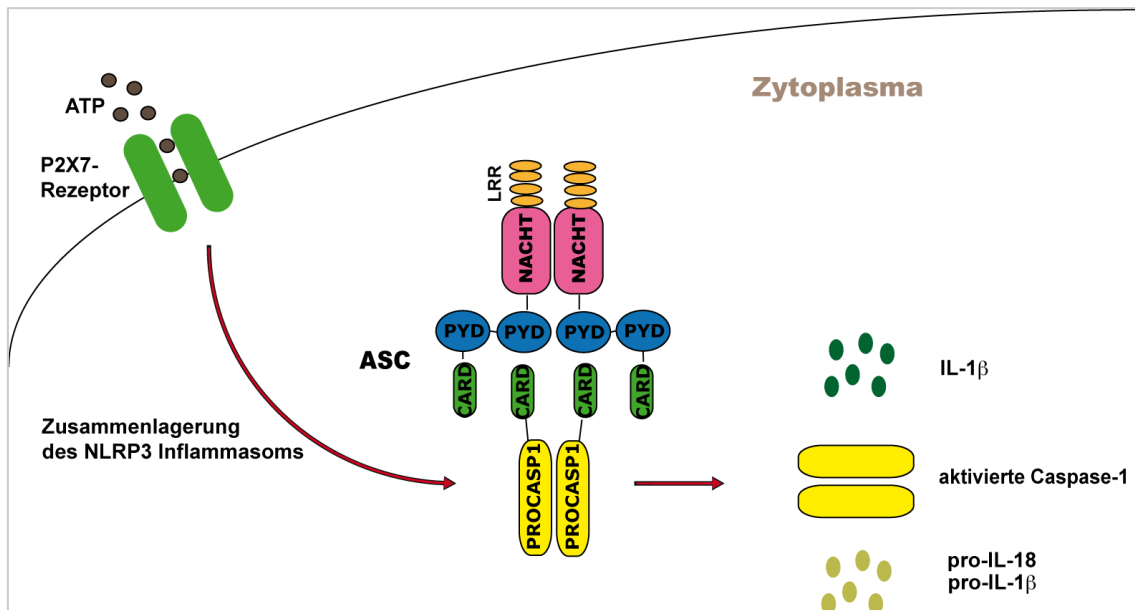 Zytoplasma
ATP
P2X7-
Rezeptor
LRR
NACHT
NACHT
PYD
PYD
PYD
PYD
ASC
CARD
CARD
CARD
CARD
Zusammenlagerung
des NLRP3 Inflammasoms
PROCASP1
PROCASP1
IL-1β
aktivierte Caspase-1
pro-IL-18
pro-IL-1β